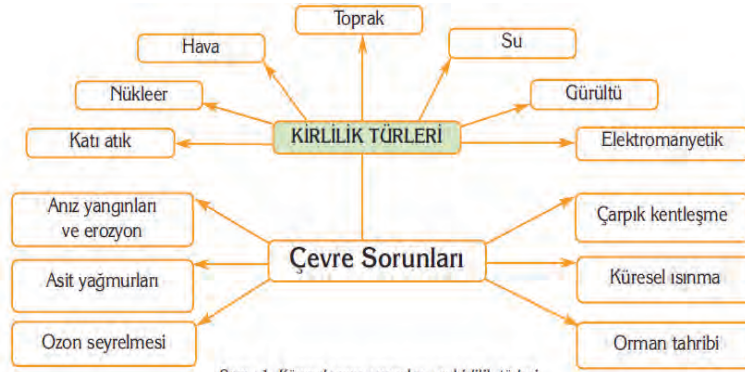 Toprak
Hava
Su
Nükleer
Gürültü
Katı atık
KİRLİLİK TÜRLERİ
Elektromanyetik
Anız yangınları
ve erozyon
Çarpık kentleşme
Çevre Sorunları
Asit yağmurları
Küresel ısınma
Ozon seyrelmesi
Orman tahribi